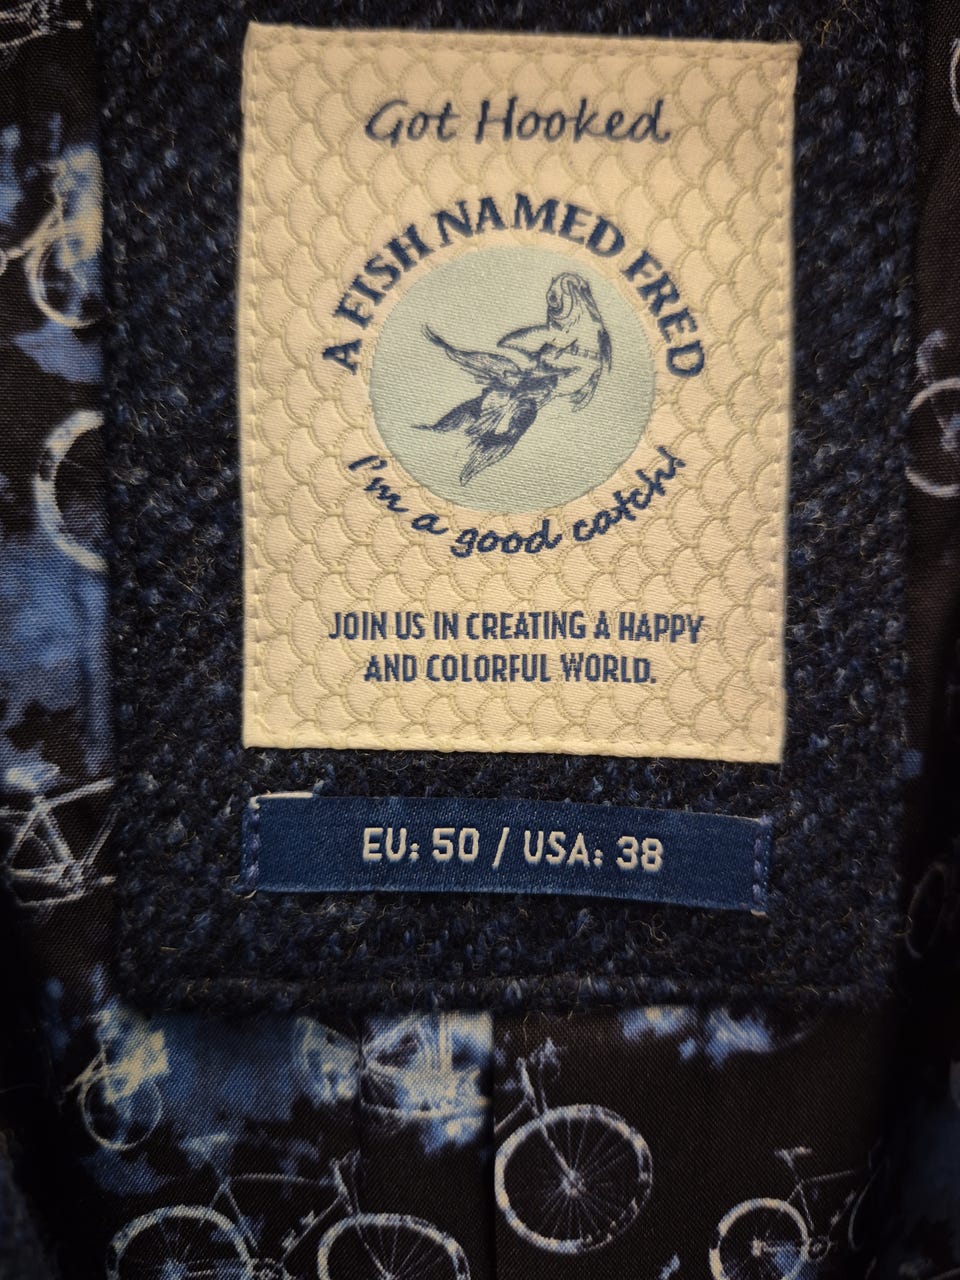 Got Hooked
A FISH NAMED FRED
I'm a good catch!
JOIN US IN CREATING A HAPPY
AND COLORFUL WORLD.
EU: 50 / USA: 38